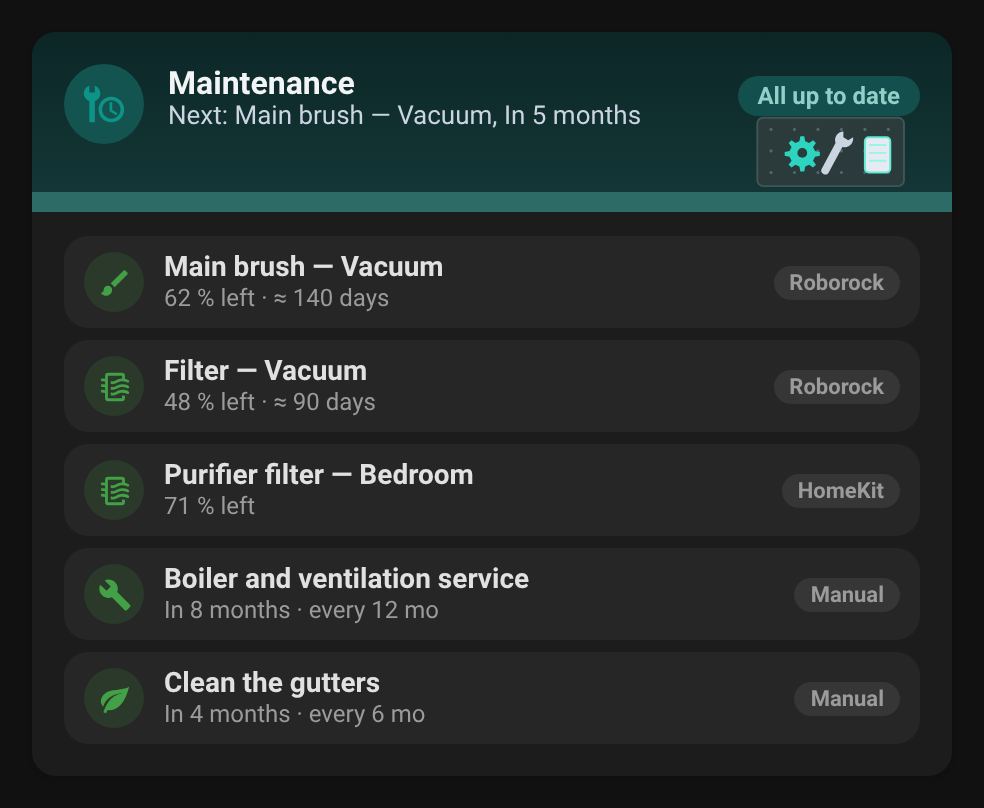 Maintenance
Next: Main brush — Vacuum, In 5 months
All up to date
Main brush — Vacuum
62 % left · ≈ 140 days
Roborock
Filter — Vacuum
48 % left · ≈ 90 days
Roborock
Purifier filter — Bedroom
71 % left
HomeKit
Boiler and ventilation service
In 8 months · every 12 mo
Manual
Clean the gutters
In 4 months · every 6 mo
Manual